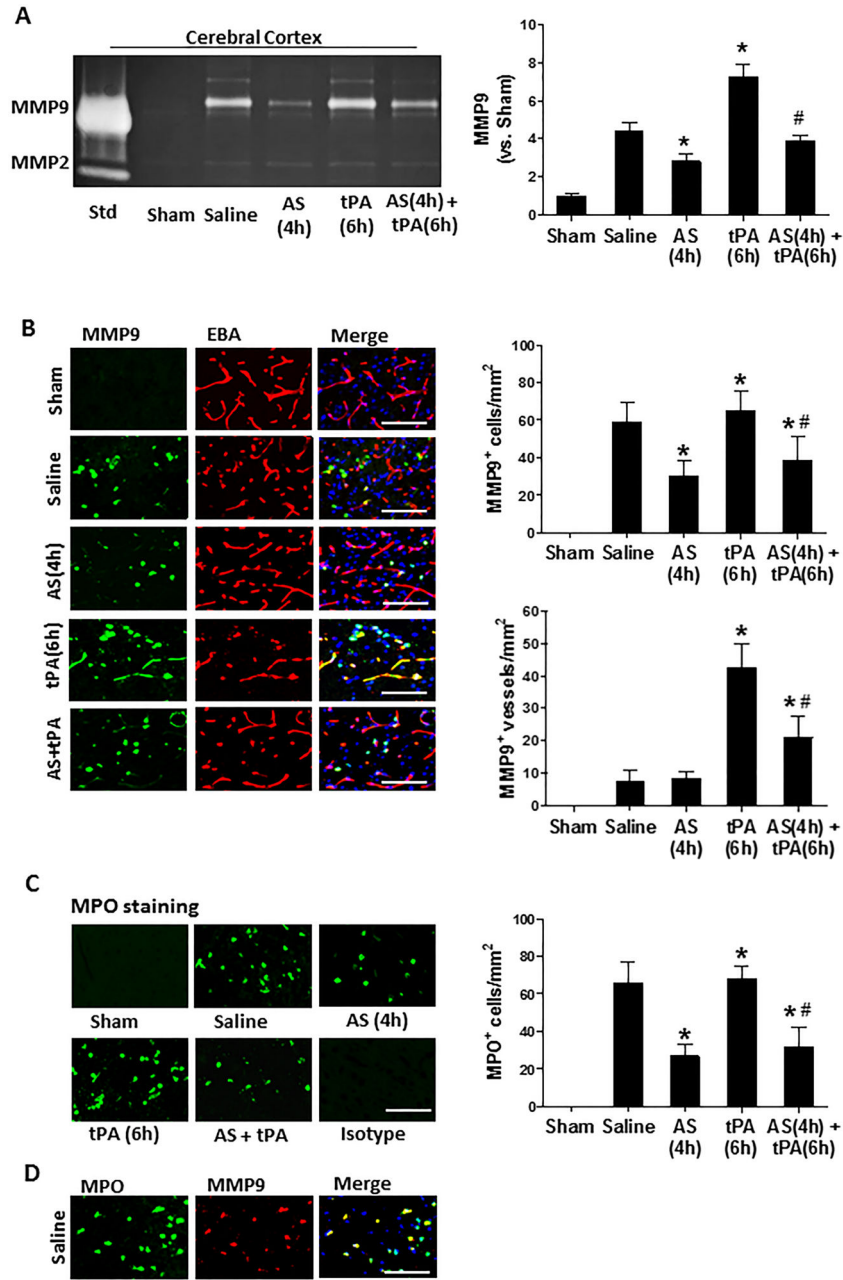 A
Cerebral Cortex
MMP9
MMP2
Std
Sham
Saline
AS
(4h)
tPA
(6h)
AS(4h) +
tPA(6h)
MMP9
(vs. Sham)
10
8
6
4
2
0
*
*
#
Sham
Saline
AS
(4h)
tPA
(6h)
AS(4h) +
tPA(6h)
B
MMP9
EBA
Merge
Sham
Saline
AS(4h)
tPA(6h)
AS+tPA
MMP9+ cells/mm2
100
80
60
40
20
0
*
*
* #
Sham
Saline
AS
(4h)
tPA
(6h)
AS(4h) +
tPA(6h)
MMP9+ vessels/mm2
60
50
40
30
20
10
0
*
* #
Sham
Saline
AS
(4h)
tPA
(6h)
AS(4h) +
tPA(6h)
C
MPO staining
Sham
Saline
AS (4h)
tPA (6h)
AS + tPA
Isotype
MPO+ cells/mm2
100
80
60
40
20
0
*
*
* #
Sham
Saline
AS
(4h)
tPA
(6h)
AS(4h) +
tPA(6h)
D
MPO
MMP9
Merge
Saline